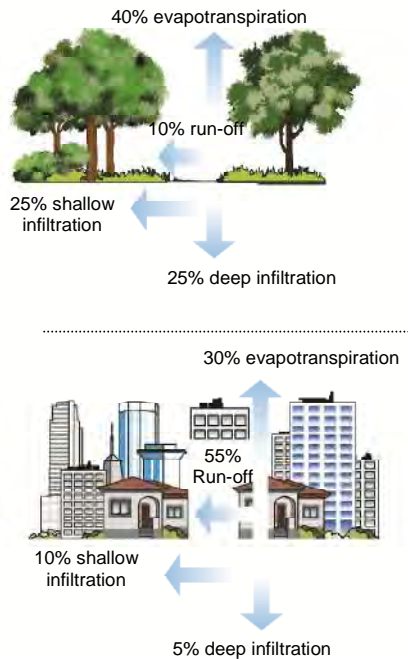 40% evapotranspiration
10% run-off
25% shallow
infiltration
25% deep infiltration
30% evapotranspiration
55%
Run-off
10% shallow
infiltration
5% deep infiltration